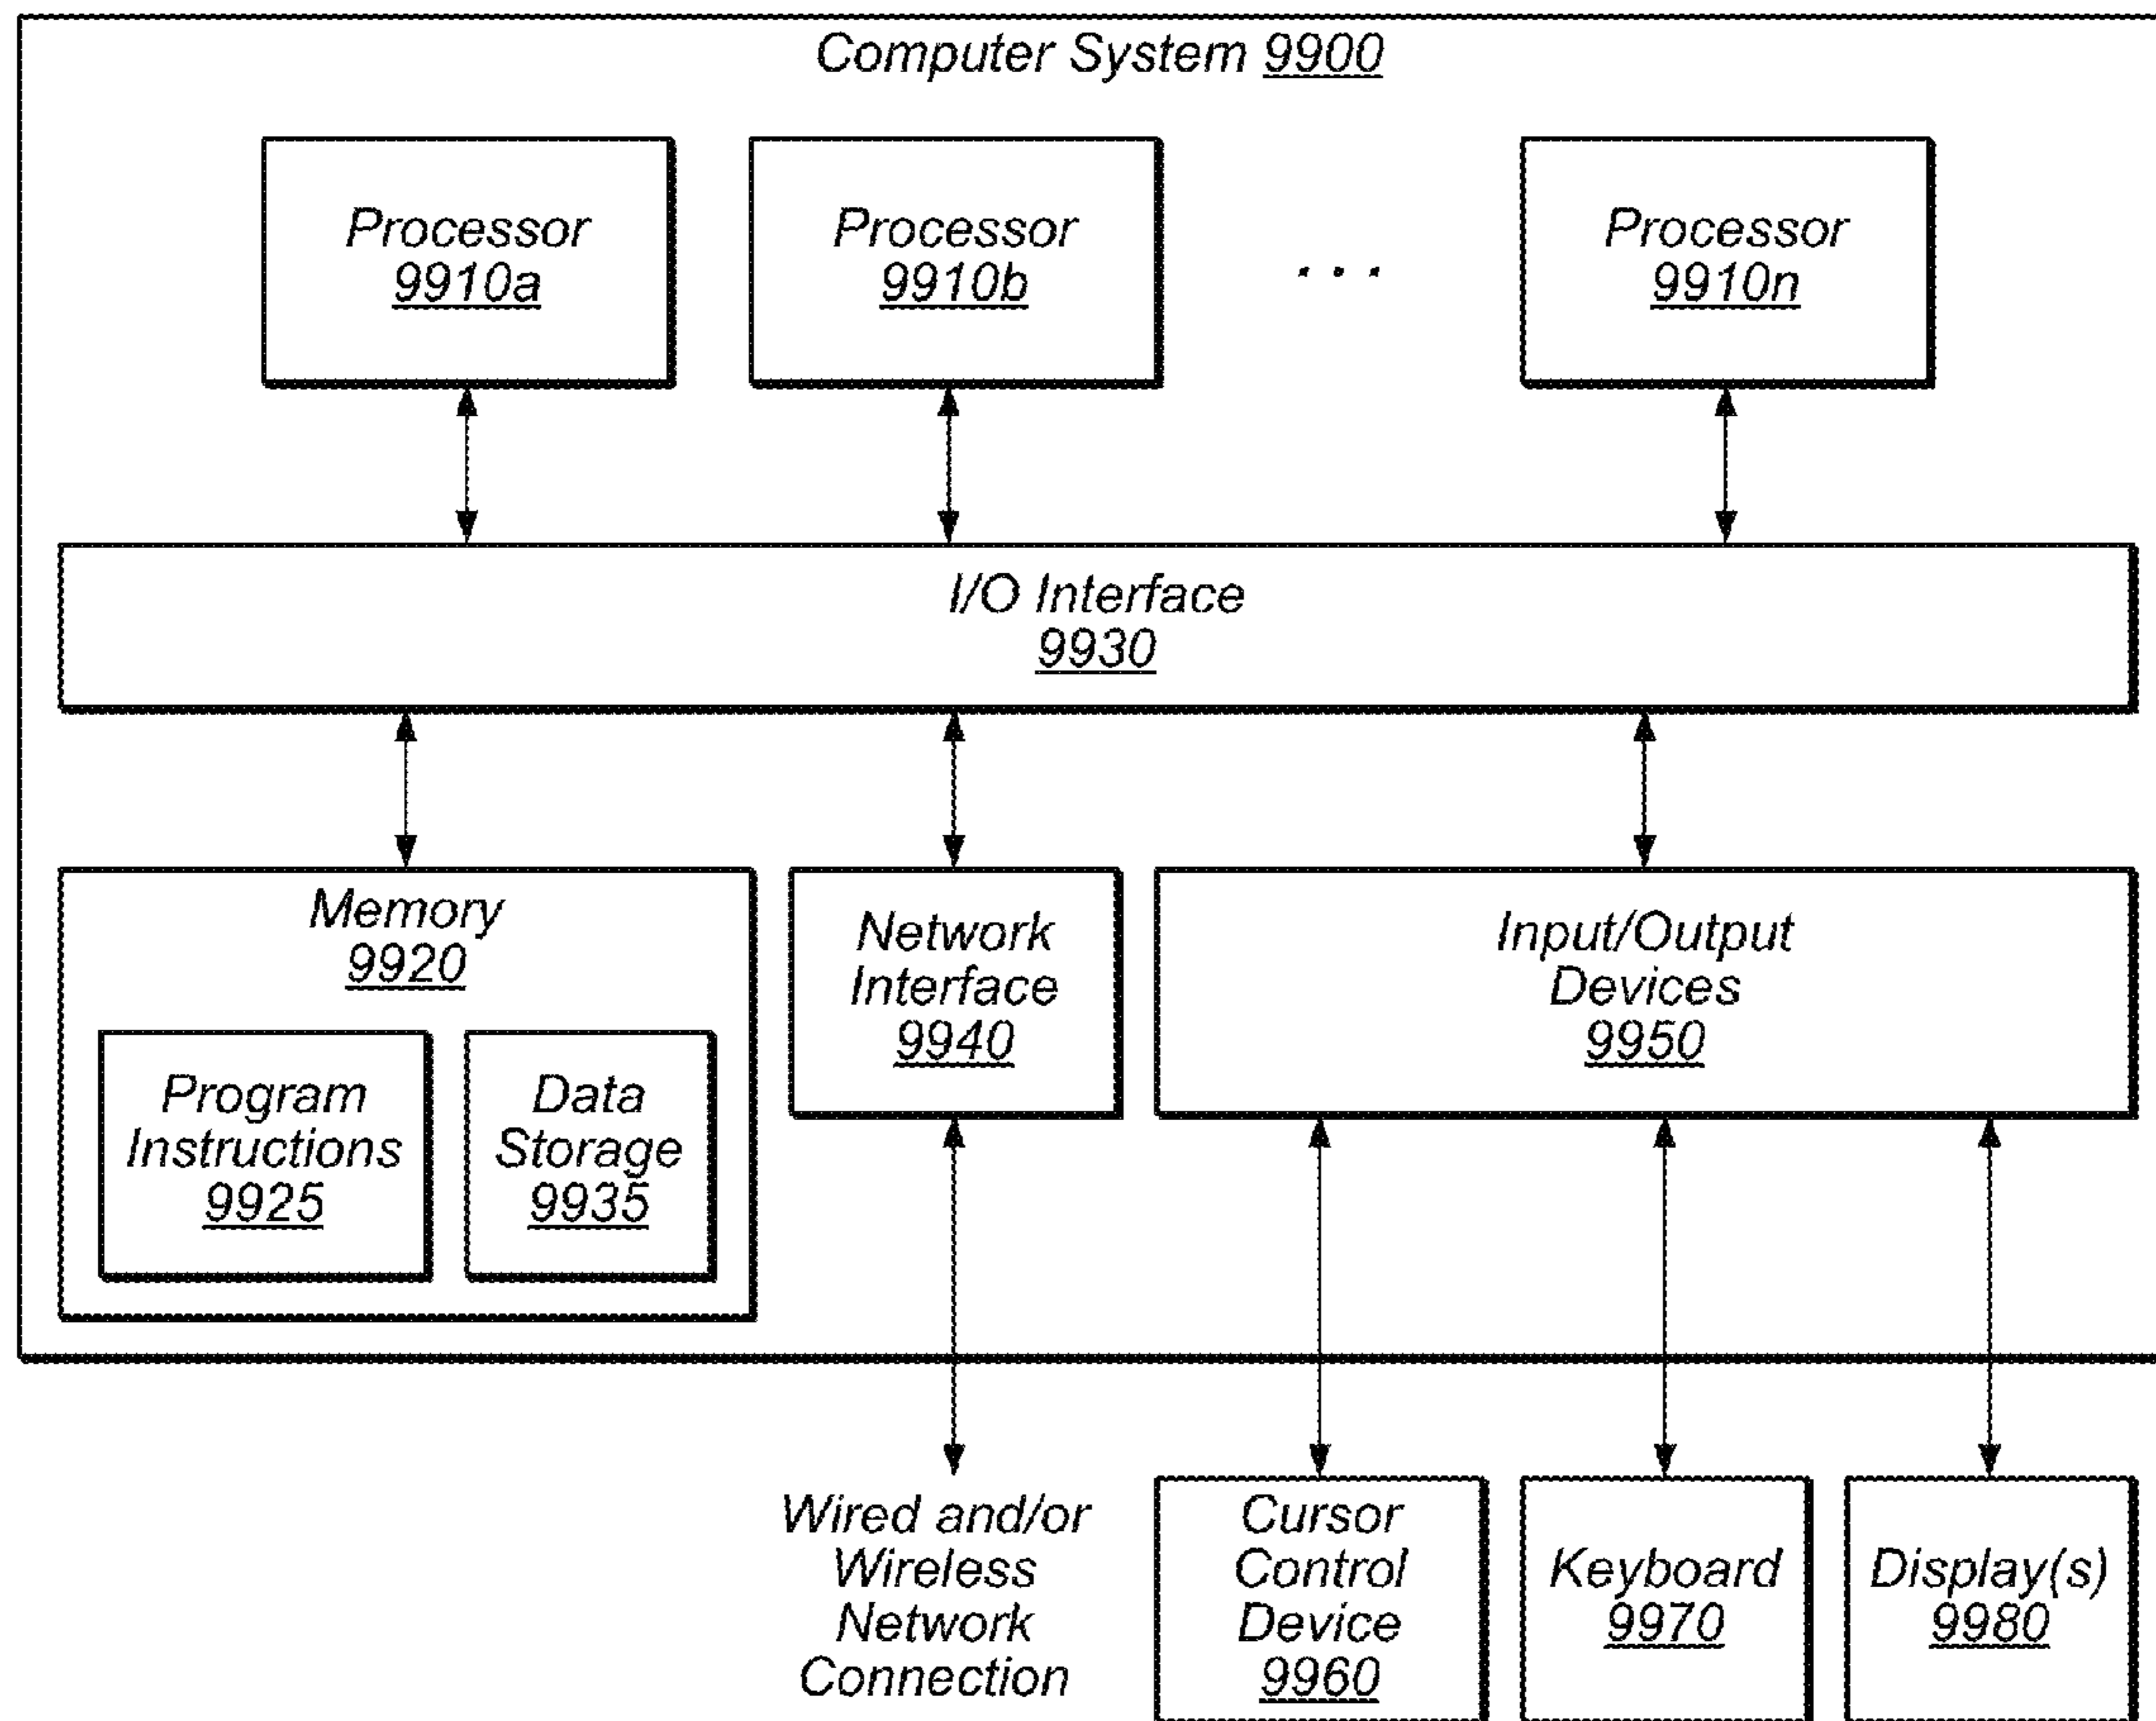 Computer System 9900
Processor
9910a
Processor
9910b
. . .
Processor
9910n
I/O Interface
9930
Memory
9920
Program
Instructions
9925
Data
Storage
9935
Network
Interface
9940
Input/Output
Devices
9950
Wired and/or
Wireless
Network
Connection
Cursor
Control
Device
9960
Keyboard
9970
Display(s)
9980